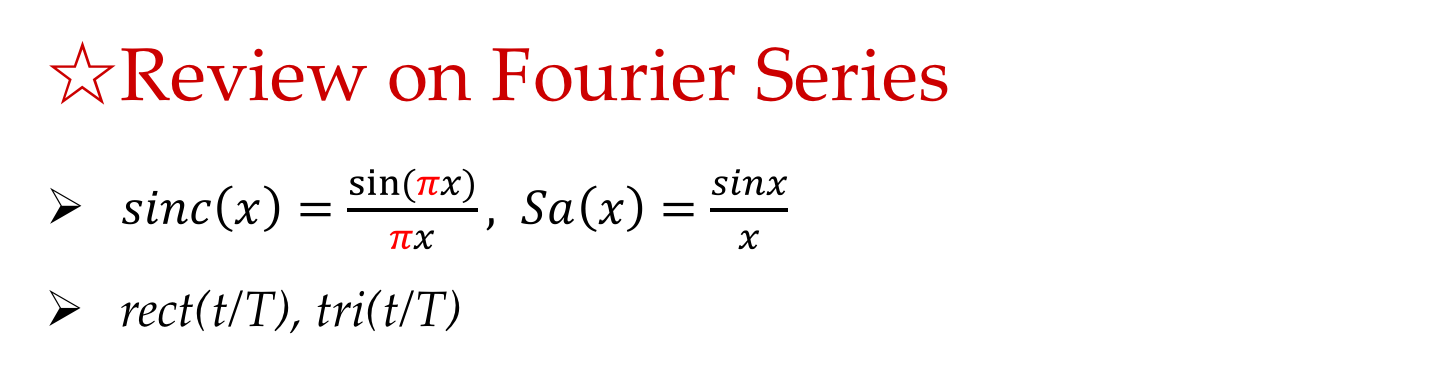 ☆Review on Fourier Series
➢ sinc(x) = sin(πx)/πx, Sa(x) = sinx/x
➢ rect(t/T), tri(t/T)